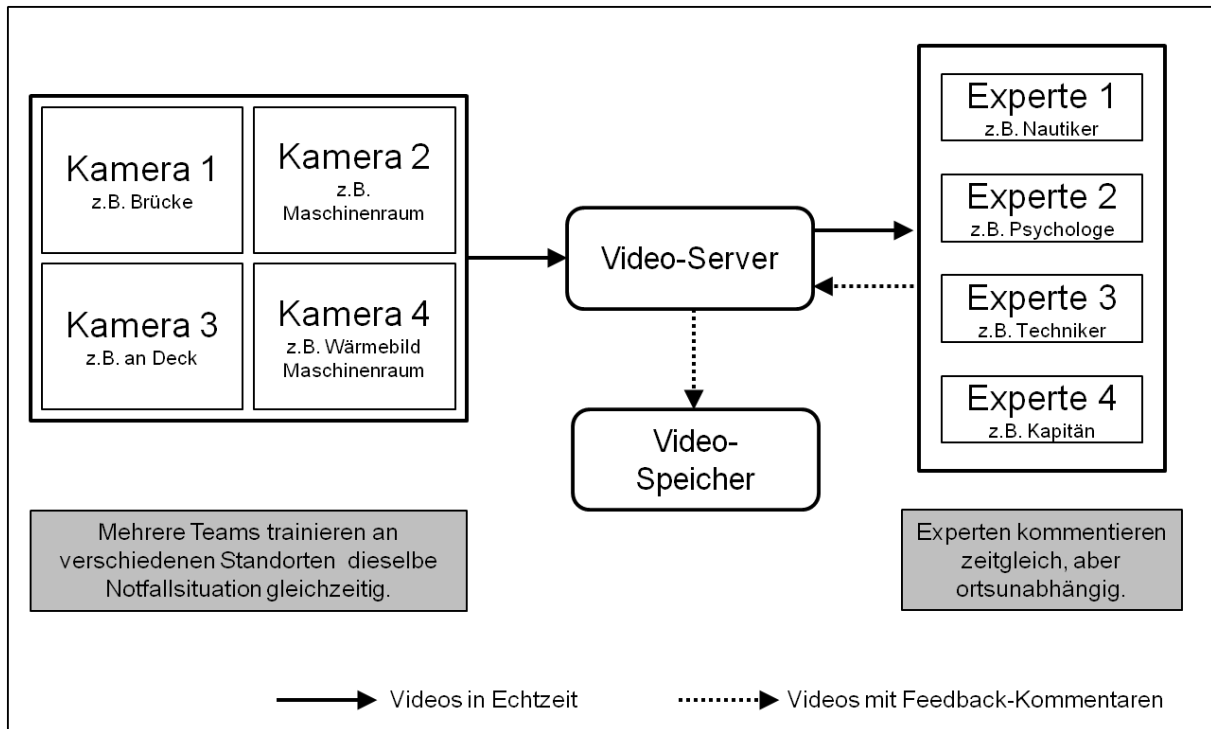 Kamera 1
z.B. Brücke
Kamera 2
z.B.
Maschinenraum
Kamera 3
z.B. an Deck
Kamera 4
z.B. Wärmebild
Maschinenraum
Video-Server
Video-
Speicher
Experte 1
z.B. Nautiker
Experte 2
z.B. Psychologe
Experte 3
z.B. Techniker
Experte 4
z.B. Kapitän
Mehrere Teams trainieren an
verschiedenen Standorten dieselbe
Notfallsituation gleichzeitig.
Experten kommentieren
zeitgleich, aber
ortsunabhängig.
Videos in Echtzeit
Videos mit Feedback-Kommentaren